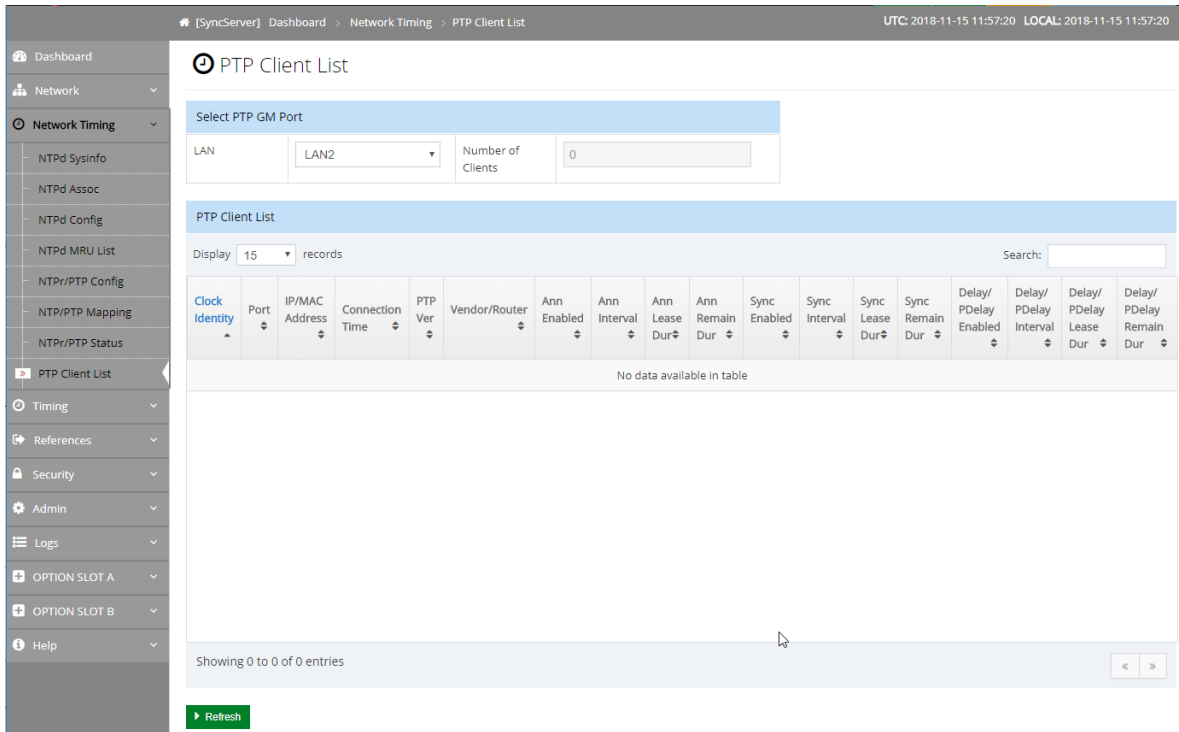 [SyncServer] Dashboard > Network Timing > PTP Client List
UTC: 2018-11-15 11:57:20 LOCAL: 2018-11-15 11:57:20
Dashboard
Network
Network Timing
NTPd Sysinfo
NTPd Assoc
NTPd Config
NTPd MRU List
NTPr/PTP Config
NTP/PTP Mapping
NTPr/PTP Status
PTP Client List
Timing
References
Security
Admin
Logs
OPTION SLOT A
OPTION SLOT B
Help
PTP Client List
Select PTP GM Port
LAN
LAN2
Number of
Clients
0
PTP Client List
Display 15 records
Search:
Clock
Identity
Port
IP/MAC
Address
Connection
Time
PTP
Ver
Vendor/Router
Ann
Enabled
Ann
Interval
Ann
Lease
Dur
Ann
Remain
Dur
Sync
Enabled
Sync
Interval
Sync
Lease
Dur
Sync
Remain
Dur
Delay/
PDelay
Enabled
Delay/
PDelay
Interval
Delay/
PDelay
Lease
Dur
Delay/
PDelay
Remain
Dur
No data available in table
Showing 0 to 0 of 0 entries
« »
Refresh